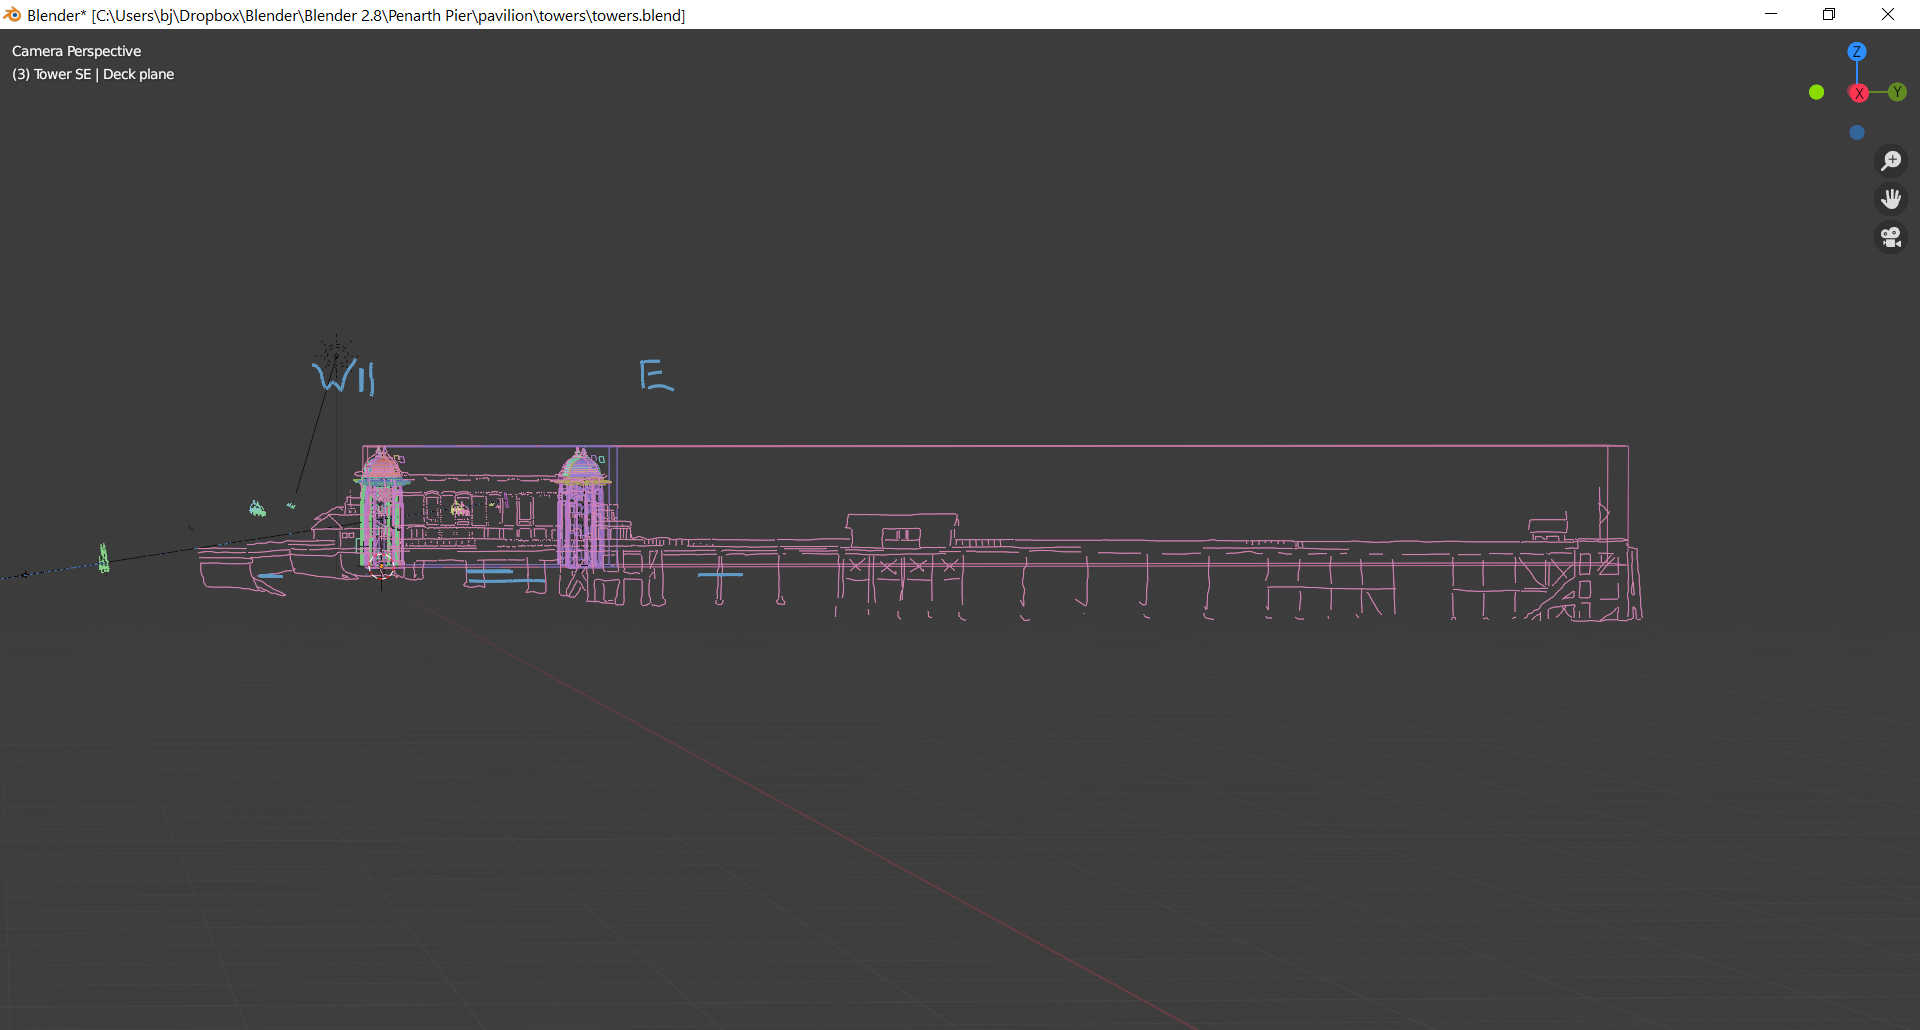 Blender* [C:\Users\bj\Dropbox\Blender\Blender 2.8\Penarth Pier\pavilion\towers\towers.blend]
Camera Perspective
(3) Tower SE | Deck plane
Z
X
Y
W
E